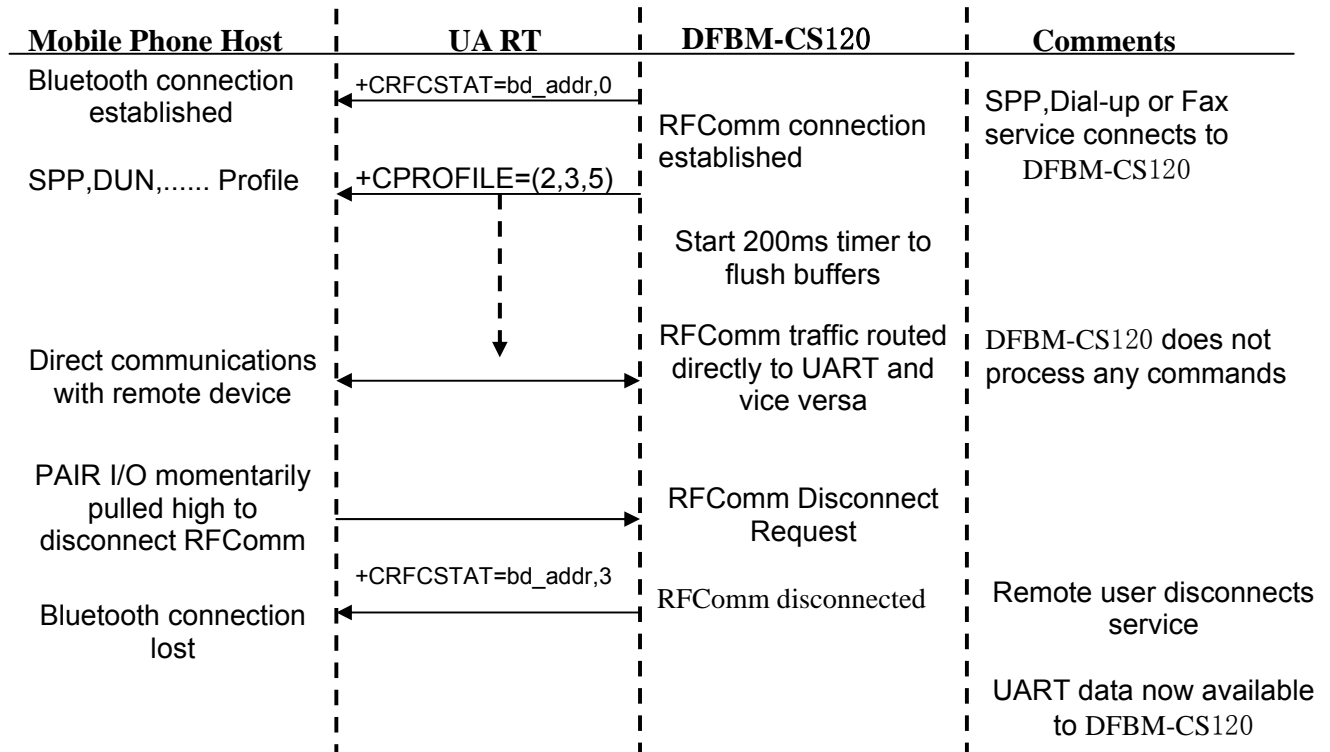 Mobile Phone Host UA RT DFBM-CS120 Comments
Bluetooth connection
established
+CRFCSTAT=bd_addr,0
RFComm connection
established
SPP,Dial-up or Fax
service connects to
DFBM-CS120
SPP,DUN,...... Profile
+CPROFILE=(2,3,5)
Start 200ms timer to
flush buffers
Direct communications
with remote device
RFComm traffic routed
directly to UART and
vice versa
DFBM-CS120 does not
process any commands
PAIR I/O momentarily
pulled high to
disconnect RFComm
RFComm Disconnect
Request
+CRFCSTAT=bd_addr,3
Bluetooth connection
lost
RFComm disconnected
Remote user disconnects
service
UART data now available
to DFBM-CS120